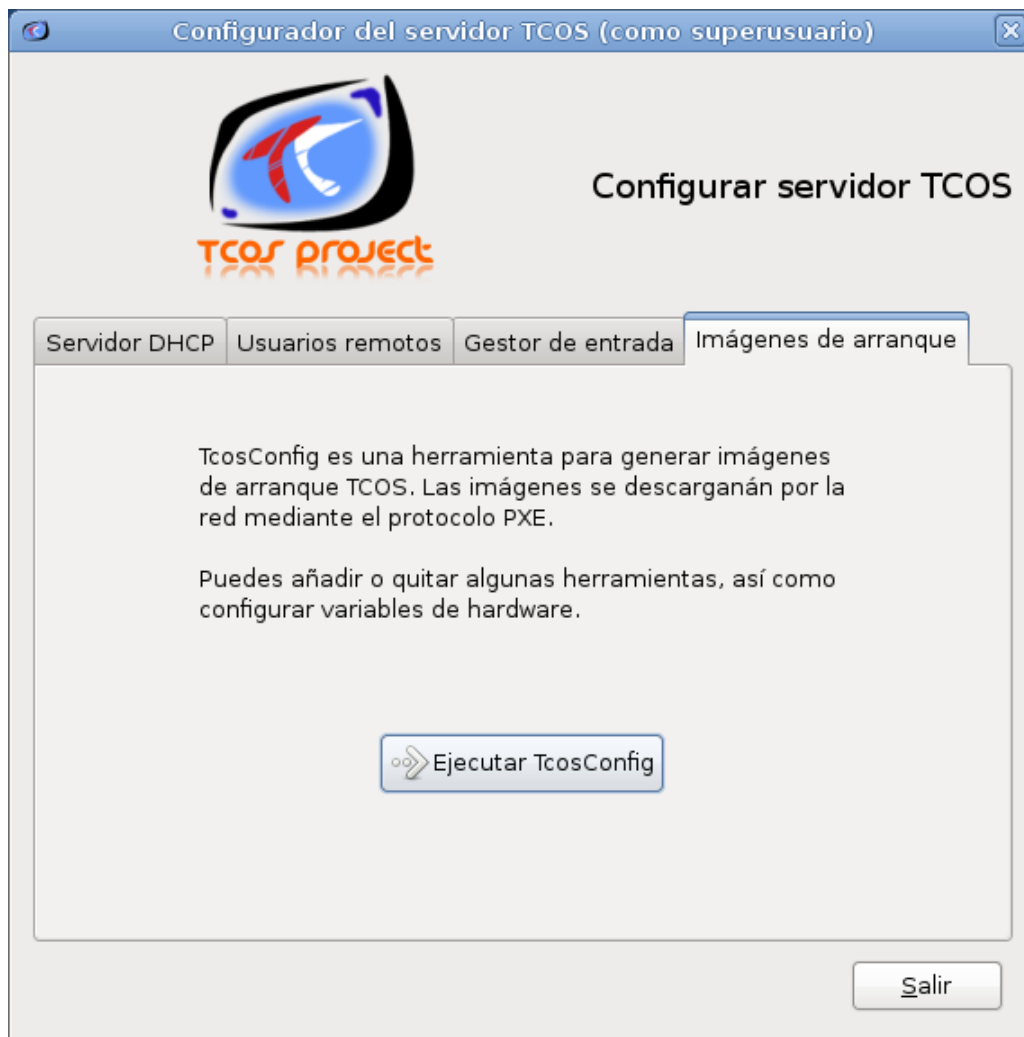 Configurador del servidor TCOS (como superusuario)
TCOS PROJECT
Configurar servidor TCOS
Servidor DHCP
Usuarios remotos
Gestor de entrada
Imágenes de arranque
TcosConfig es una herramienta para generar imágenes
de arranque TCOS. Las imágenes se descarganán por la
red mediante el protocolo PXE.
Puedes añadir o quitar algunas herramientas, así como
configurar variables de hardware.
Ejecutar TcosConfig
Salir